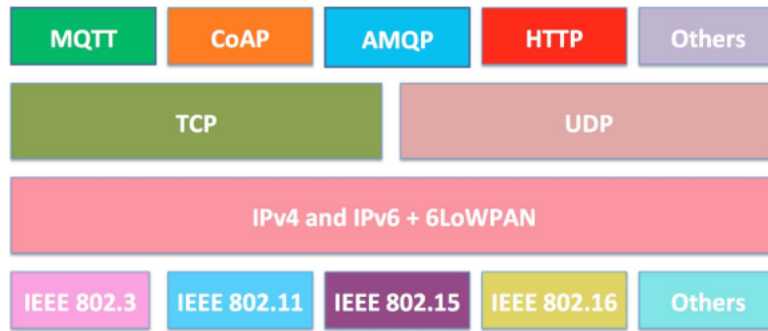 MQTT CoAP AMQP HTTP Others
TCP UDP
IPv4 and IPv6 + 6LoWPAN
IEEE 802.3 IEEE 802.11 IEEE 802.15 IEEE 802.16 Others